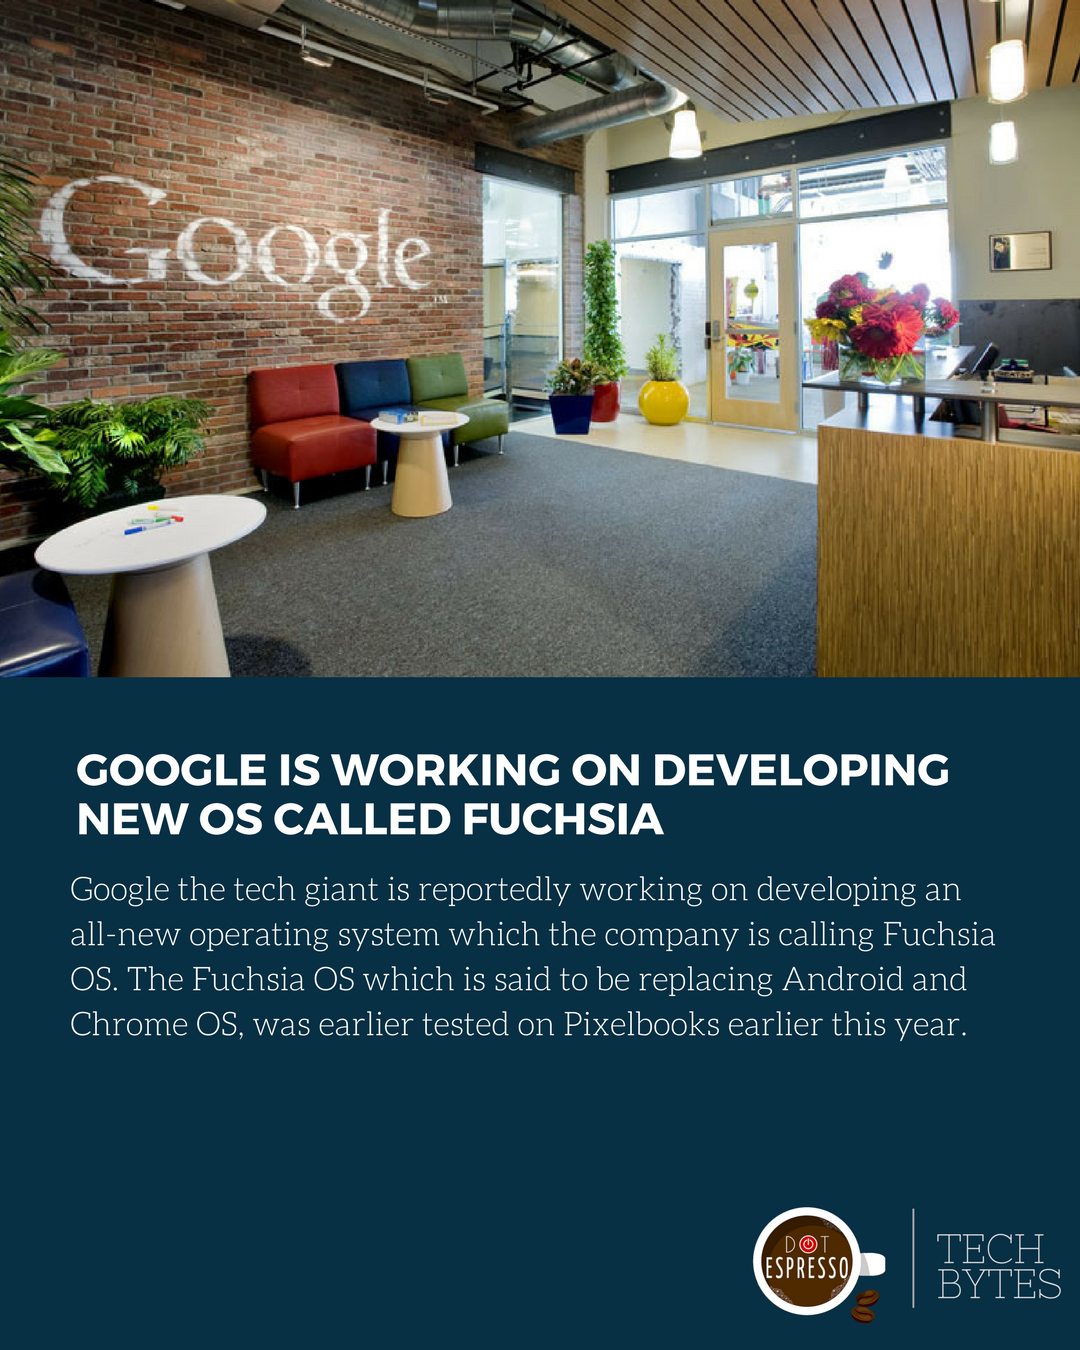 Google
GOOGLE IS WORKING ON DEVELOPING
NEW OS CALLED FUCHSIA
Google the tech giant is reportedly working on developing an
all-new operating system which the company is calling Fuchsia
OS. The Fuchsia OS which is said to be replacing Android and
Chrome OS, was earlier tested on Pixelbooks earlier this year.
DOT
ESPRESSO
TECH
BYTES